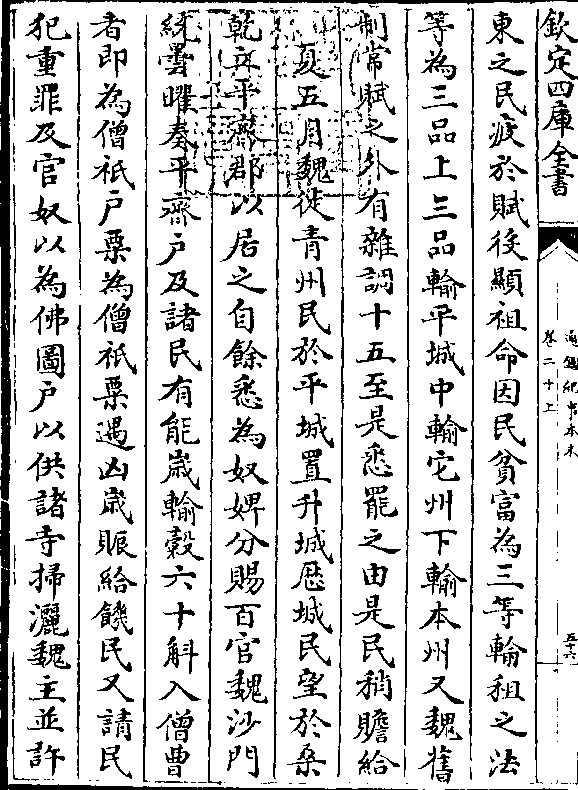 欽定四庫全書
通鑑紀事本末
卷二十上
五十六
東之民疲於賦役顯祖命因民貧富為三等輸租之法
等為三品上三品輸平城中輸它州下輸本州又魏舊
制常賦之外有雜調十五至是悉罷之由是民稍贍給
夏五月魏徙青州民於平城置升城歴城民望於桑
乾立平齊郡以居之自餘悉為奴婢分賜百官魏沙門
統曇曜奏平齊户及諸民有能嵗輸穀六十斛入僧曹
者即為僧祇户粟為僧祇粟遇凶嵗賑給饑民又請民
犯重罪及官奴以為佛圖户以供諸寺掃灑魏主並許